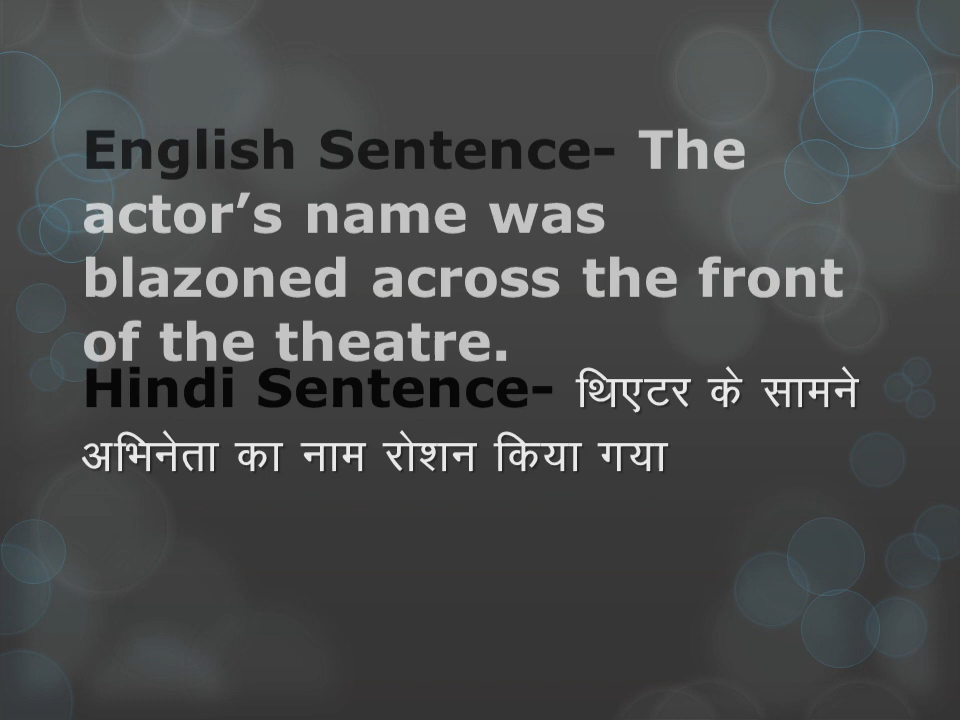 English Sentence- The
actor’s name was
blazoned across the front
of the theatre.
Hindi Sentence- थिएटर के सामने
अभिनेता का नाम रोशन किया गया